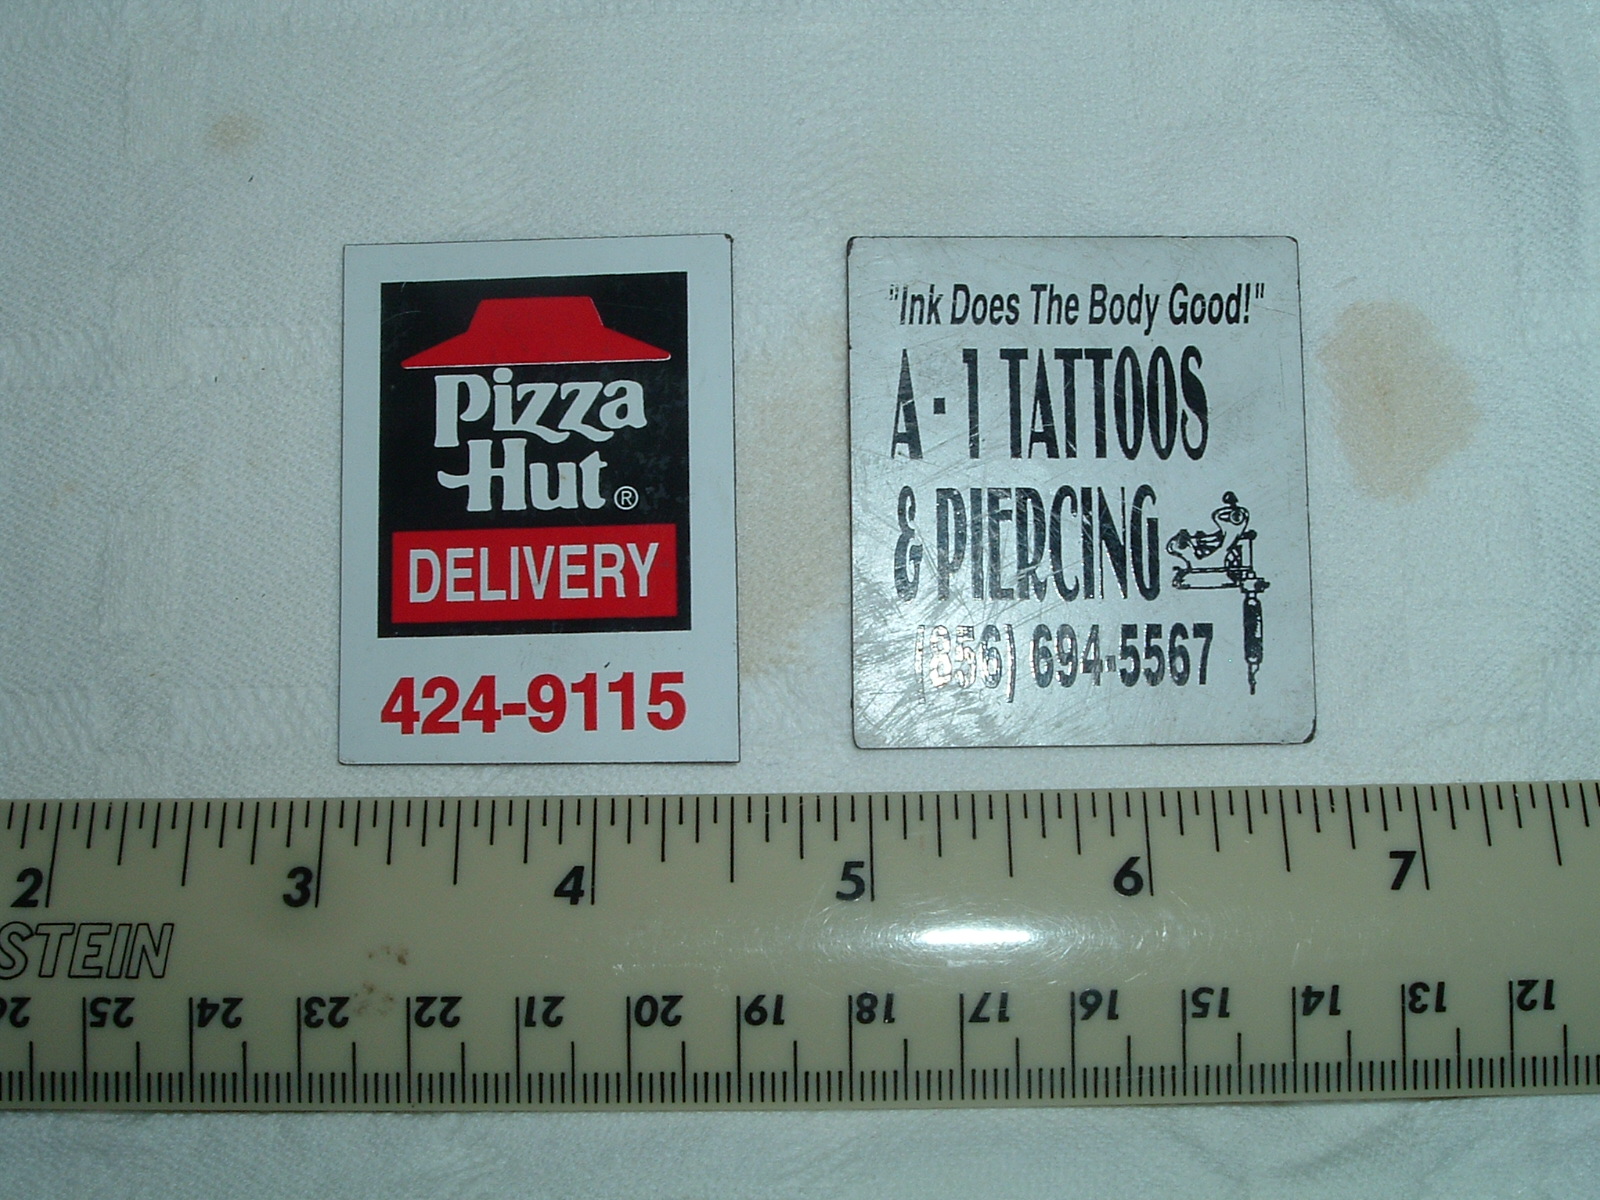 Pizza
Hut®
DELIVERY
424-9115
"Ink Does The Body Good!"
A-1 TATTOOS
& PIERCING
(856) 694-5567
2 3 4 5 6 7
STEIN
26 25 24 23 22 21 20 19 18 17 16 15 14 13 12